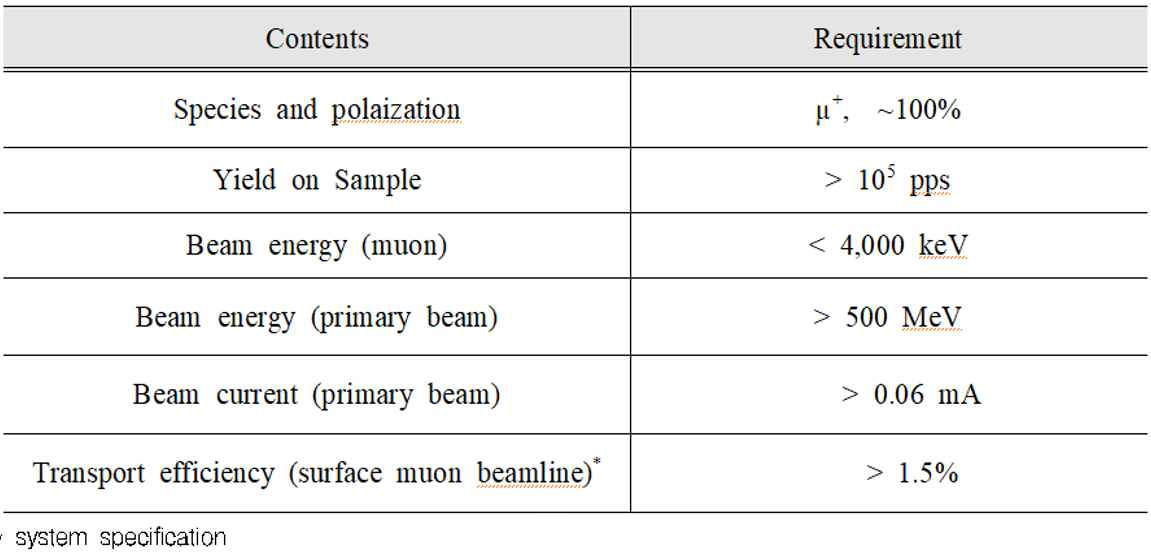 Contents Requirement
Species and polaization μ⁺, ~100%
Yield on Sample > 10⁵ pps
Beam energy (muon) < 4,000 keV
Beam energy (primary beam) > 500 MeV
Beam current (primary beam) > 0.06 mA
Transport efficiency (surface muon beamline)* > 1.5%
system specification